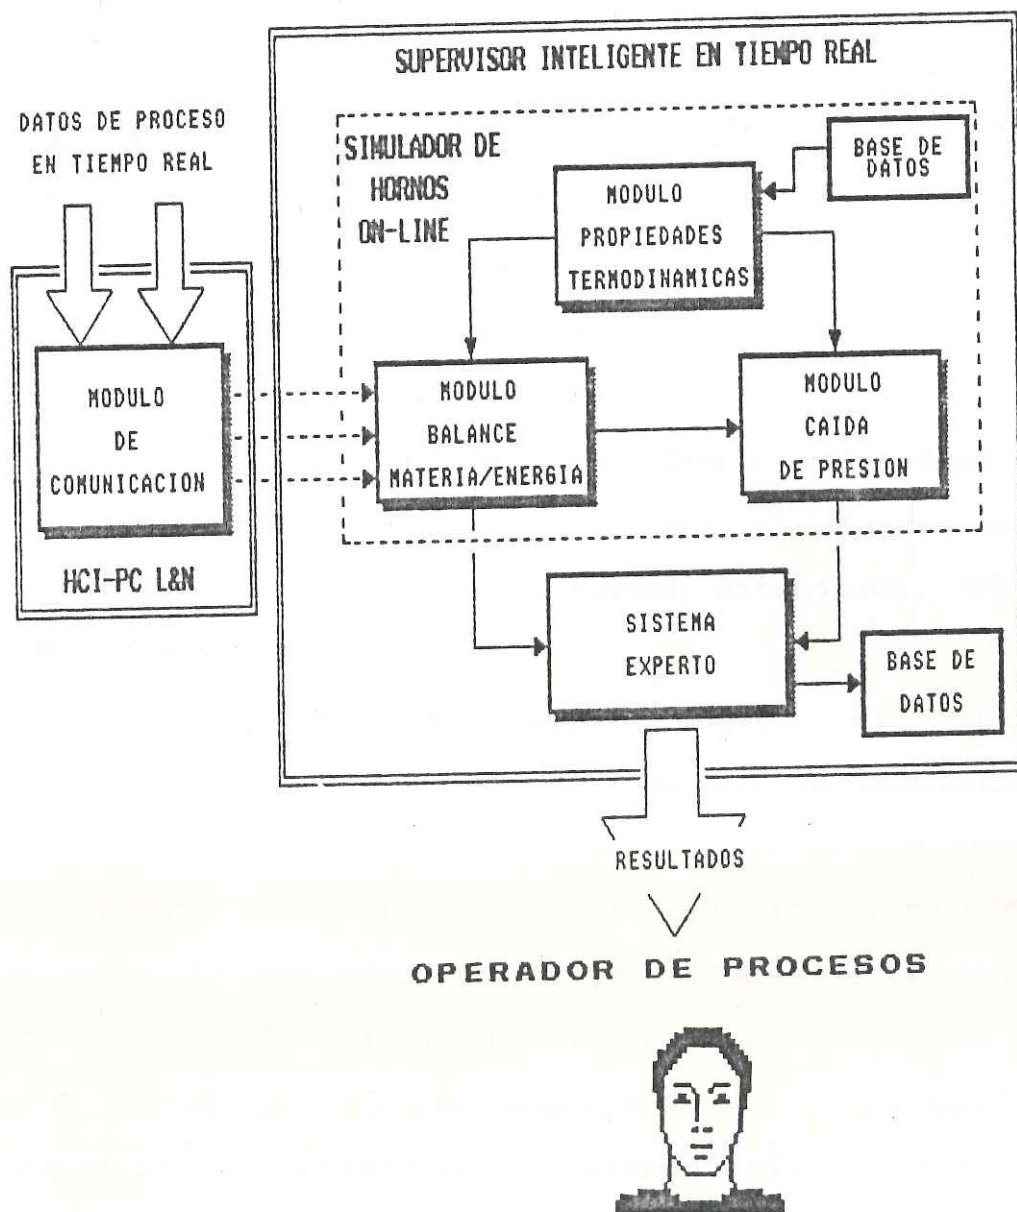 SUPERVISOR INTELIGENTE EN TIEMPO REAL
DATOS DE PROCESO
EN TIEMPO REAL
SIMULADOR DE
HORNOS
ON-LINE
BASE DE
DATOS
MODULO
PROPIEDADES
TERMODINAMICAS
MODULO
DE
COMUNICACION
HCI-PC L&N
MODULO
BALANCE
MATERIA/ENERGIA
MODULO
CAIDA
DE PRESION
SISTEMA
EXPERTO
BASE DE
DATOS
RESULTADOS
OPERADOR DE PROCESOS